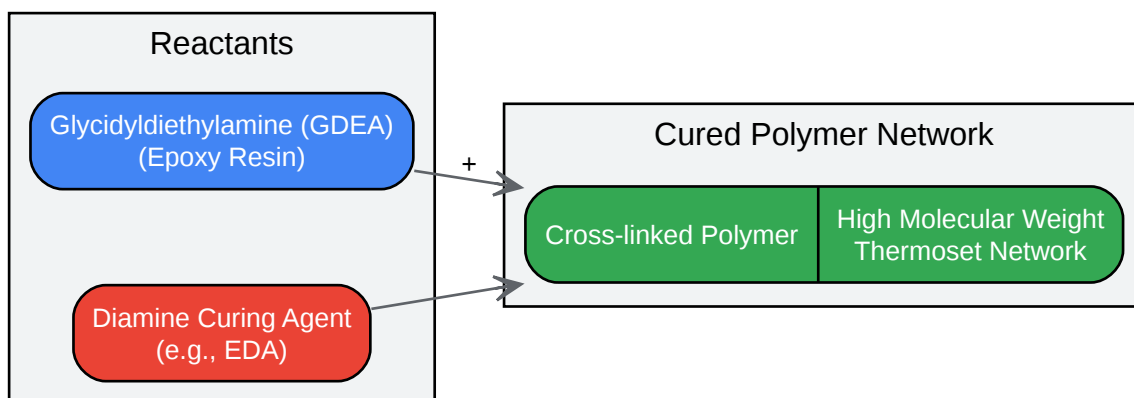 Reactants
Glycidyldiethylamine (GDEA)
(Epoxy Resin)
Diamine Curing Agent
(e.g., EDA)
+
Cured Polymer Network
Cross-linked Polymer
High Molecular Weight
Thermoset Network